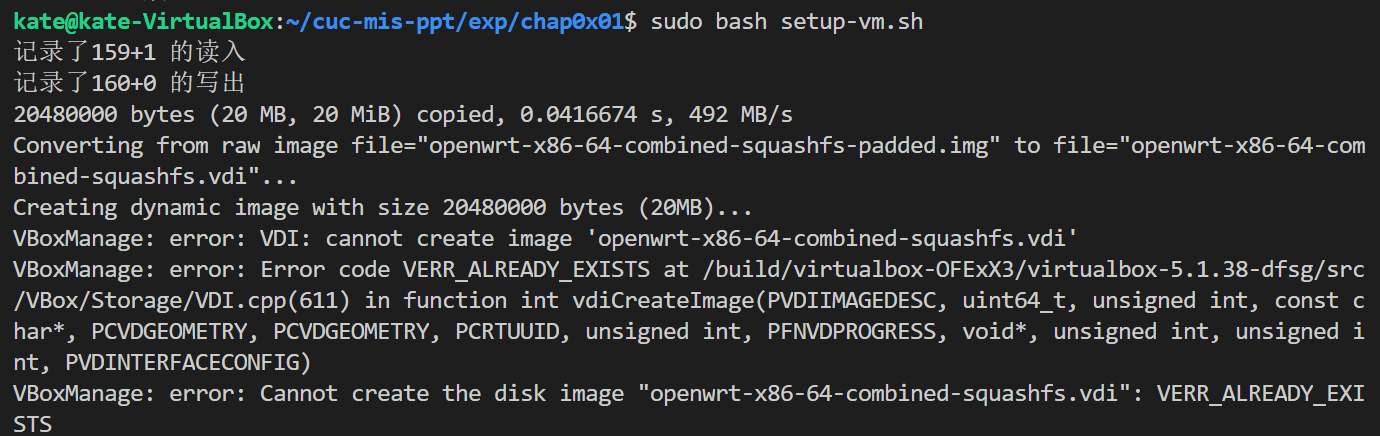 kate@kate-VirtualBox:~/cuc-mis-ppt/exp/chap0x01$ sudo bash setup-vm.sh
记录了159+1 的读入
记录了160+0 的写出
20480000 bytes (20 MB, 20 MiB) copied, 0.0416674 s, 492 MB/s
Converting from raw image file="openwrt-x86-64-combined-squashfs-padded.img" to file="openwrt-x86-64-com
bined-squashfs.vdi"...
Creating dynamic image with size 20480000 bytes (20MB)...
VBoxManage: error: VDI: cannot create image 'openwrt-x86-64-combined-squashfs.vdi'
VBoxManage: error: Error code VERR_ALREADY_EXISTS at /build/virtualbox-OFExX3/virtualbox-5.1.38-dfsg/src
/VBox/Storage/VDI.cpp(611) in function int vdiCreateImage(PVDIIMAGEDESC, uint64_t, unsigned int, const c
har*, PCVDGEOMETRY, PCVDGEOMETRY, PCRTUUID, unsigned int, PFNVDPROGRESS, void*, unsigned int, unsigned i
nt, PVDINTERFACECONFIG)
VBoxManage: error: Cannot create the disk image "openwrt-x86-64-combined-squashfs.vdi": VERR_ALREADY_EXI
STS